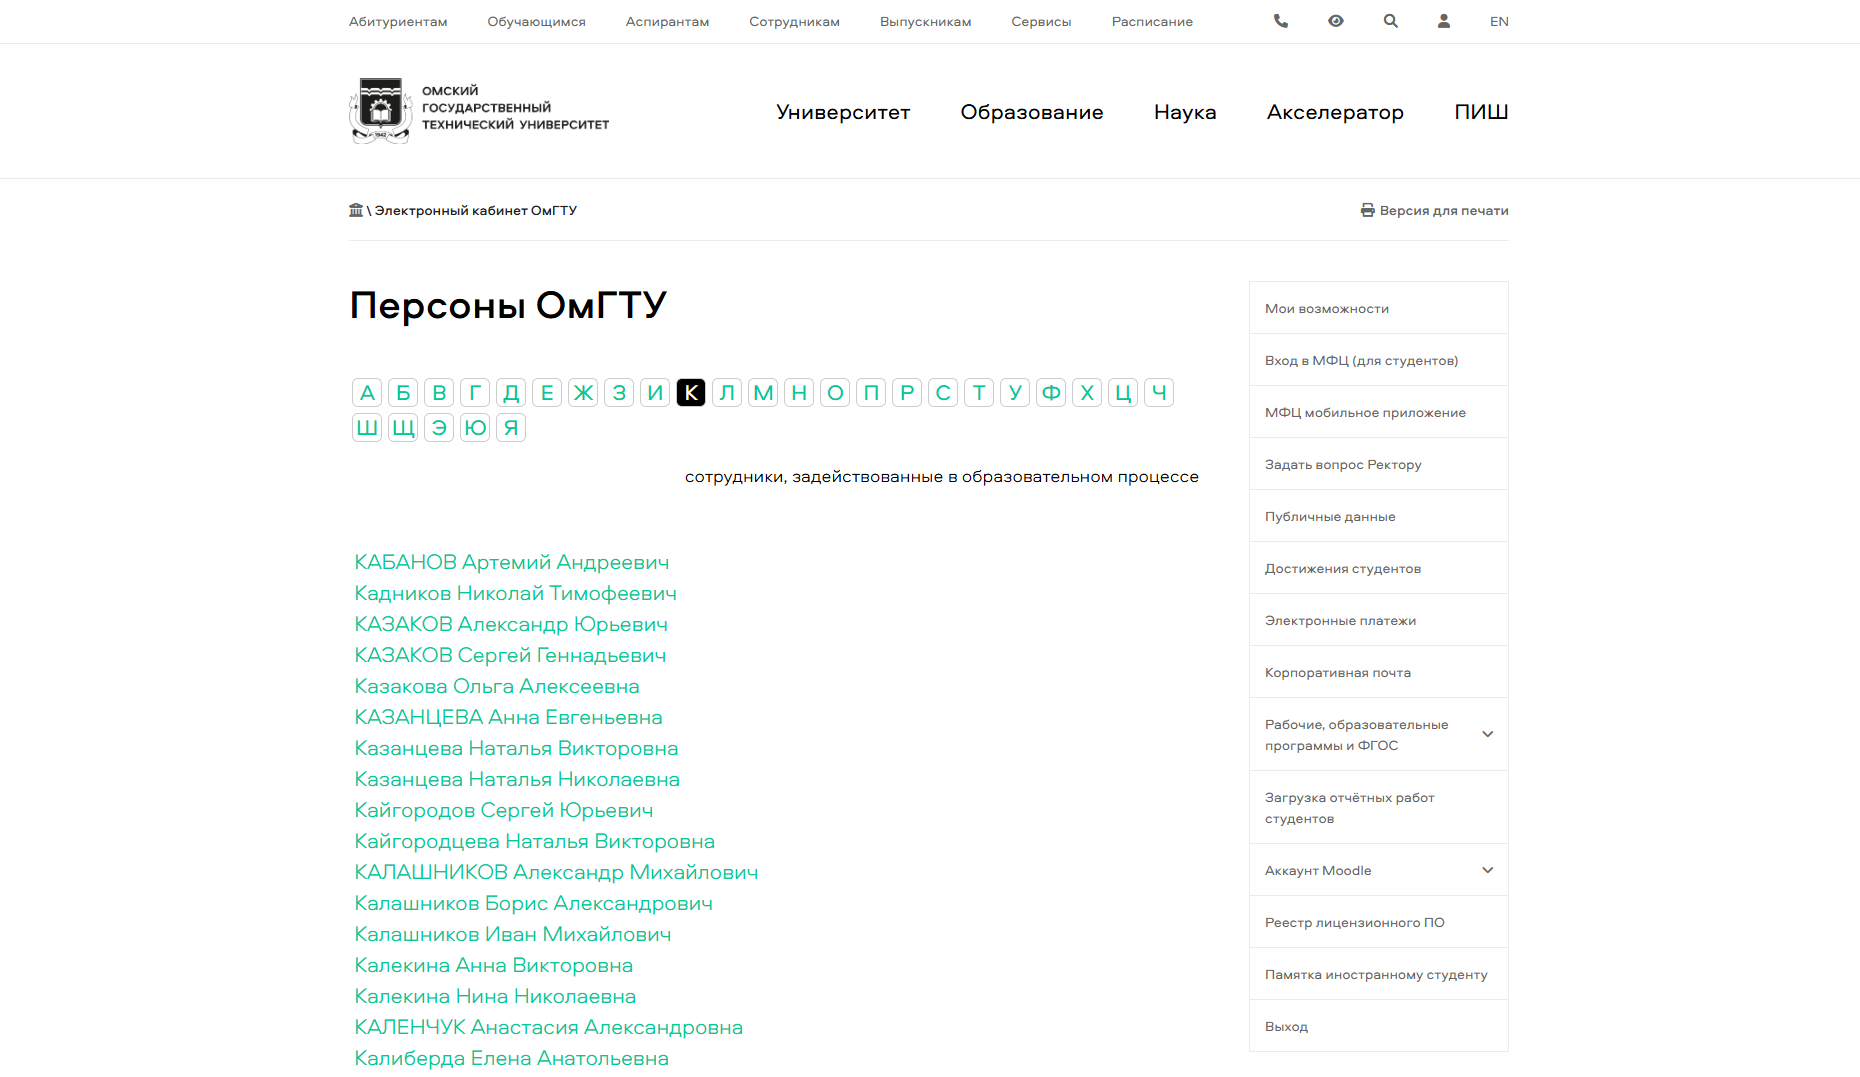 Абитуриентам Обучающимся Аспирантам Сотрудникам Выпускникам Сервисы Расписание EN
ОМСКИЙ
ГОСУДАРСТВЕННЫЙ
ТЕХНИЧЕСКИЙ УНИВЕРСИТЕТ
1942
Университет Образование Наука Акселератор ПИШ
\ Электронный кабинет ОмГТУ
Версия для печати
Персоны ОмГТУ
А Б В Г Д Е Ж З И К Л М Н О П Р С Т У Ф Х Ц Ч
Ш Щ Э Ю Я
сотрудники, задействованные в образовательном процессе
КАБАНОВ Артемий Андреевич
Кадников Николай Тимофеевич
КАЗАКОВ Александр Юрьевич
КАЗАКОВ Сергей Геннадьевич
Казакова Ольга Алексеевна
КАЗАНЦЕВА Анна Евгеньевна
Казанцева Наталья Викторовна
Казанцева Наталья Николаевна
Кайгородов Сергей Юрьевич
Кайгородцева Наталья Викторовна
КАЛАШНИКОВ Александр Михайлович
Калашников Борис Александрович
Калашников Иван Михайлович
Калекина Анна Викторовна
Калекина Нина Николаевна
КАЛЕНЧУК Анастасия Александровна
Калиберда Елена Анатольевна
Мои возможности
Вход в МФЦ (для студентов)
МФЦ мобильное приложение
Задать вопрос Ректору
Публичные данные
Достижения студентов
Электронные платежи
Корпоративная почта
Рабочие, образовательные
программы и ФГОС
Загрузка отчётных работ
студентов
Аккаунт Moodle
Реестр лицензионного ПО
Памятка иностранному студенту
Выход